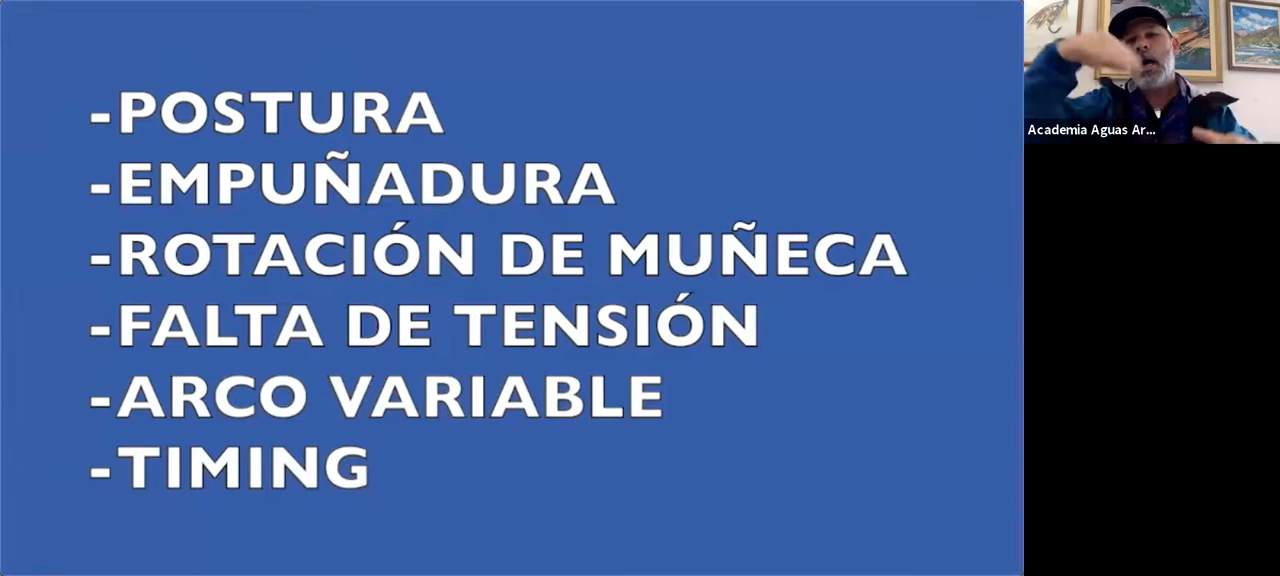 -POSTURA
-EMPUÑADURA
-ROTACIÓN DE MUÑECA
-FALTA DE TENSIÓN
-ARCO VARIABLE
-TIMING
Academia Aguas Ar...